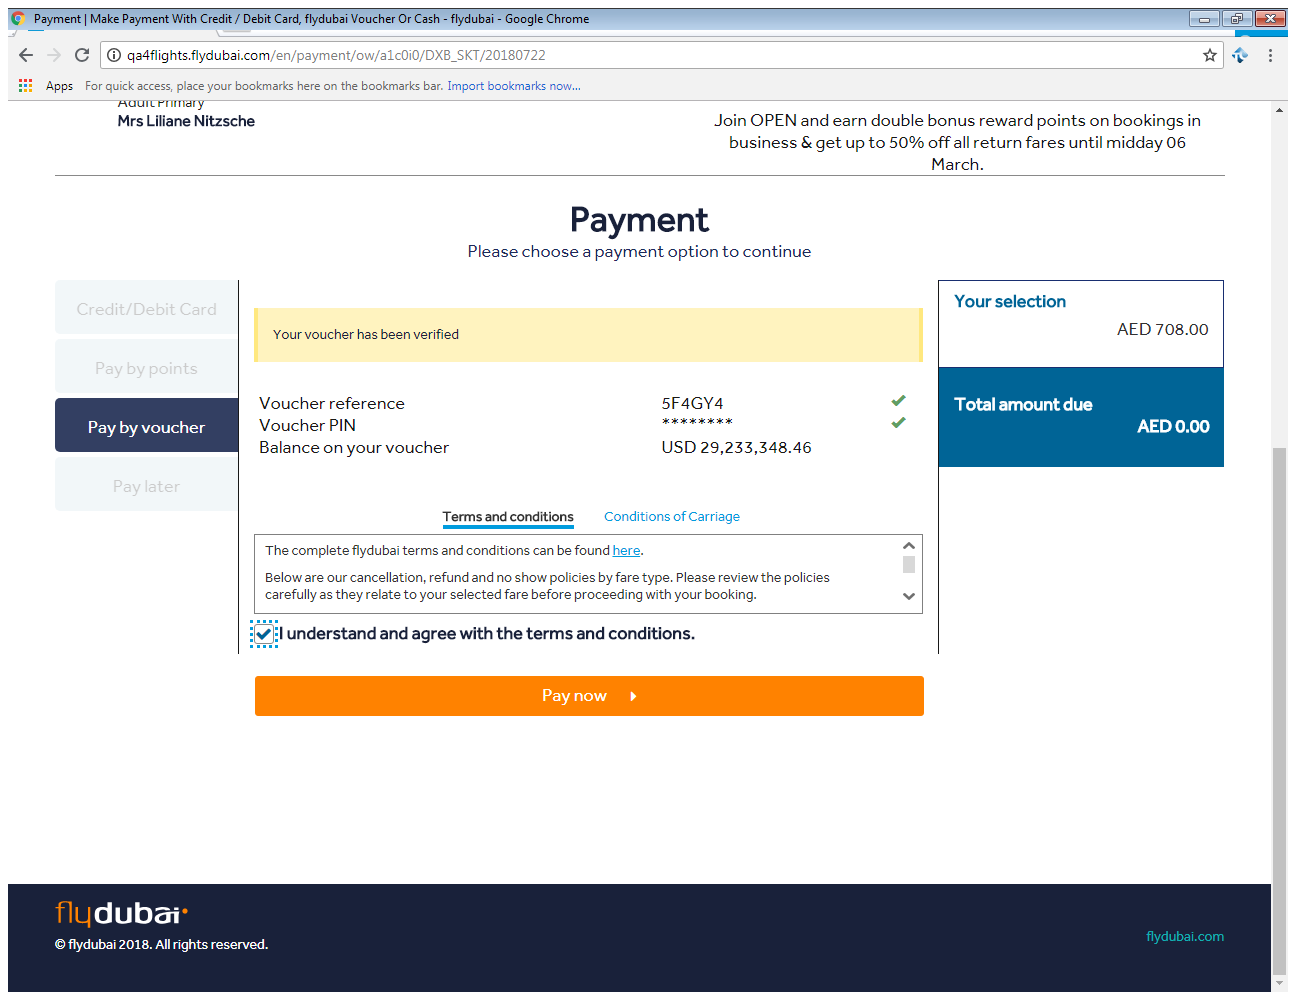 Payment | Make Payment With Credit / Debit Card, flydubai Voucher Or Cash - flydubai - Google Chrome
qa4flights.flydubai.com/en/payment/ow/a1c0i0/DXB_SKT/20180722
Apps For quick access, place your bookmarks here on the bookmarks bar. Import bookmarks now...
Adult Primary
Mrs Liliane Nitzsche
Join OPEN and earn double bonus reward points on bookings in
business & get up to 50% off all return fares until midday 06
March.
Payment
Please choose a payment option to continue
Credit/Debit Card
Pay by points
Pay by voucher
Pay later
Your voucher has been verified
Voucher reference 5F4GY4
Voucher PIN ********
Balance on your voucher USD 29,233,348.46
Terms and conditions Conditions of Carriage
The complete flydubai terms and conditions can be found here.
Below are our cancellation, refund and no show policies by fare type. Please review the policies
carefully as they relate to your selected fare before proceeding with your booking.
I understand and agree with the terms and conditions.
Pay now
Your selection
AED 708.00
Total amount due
AED 0.00
flydubai
© flydubai 2018. All rights reserved.
flydubai.com